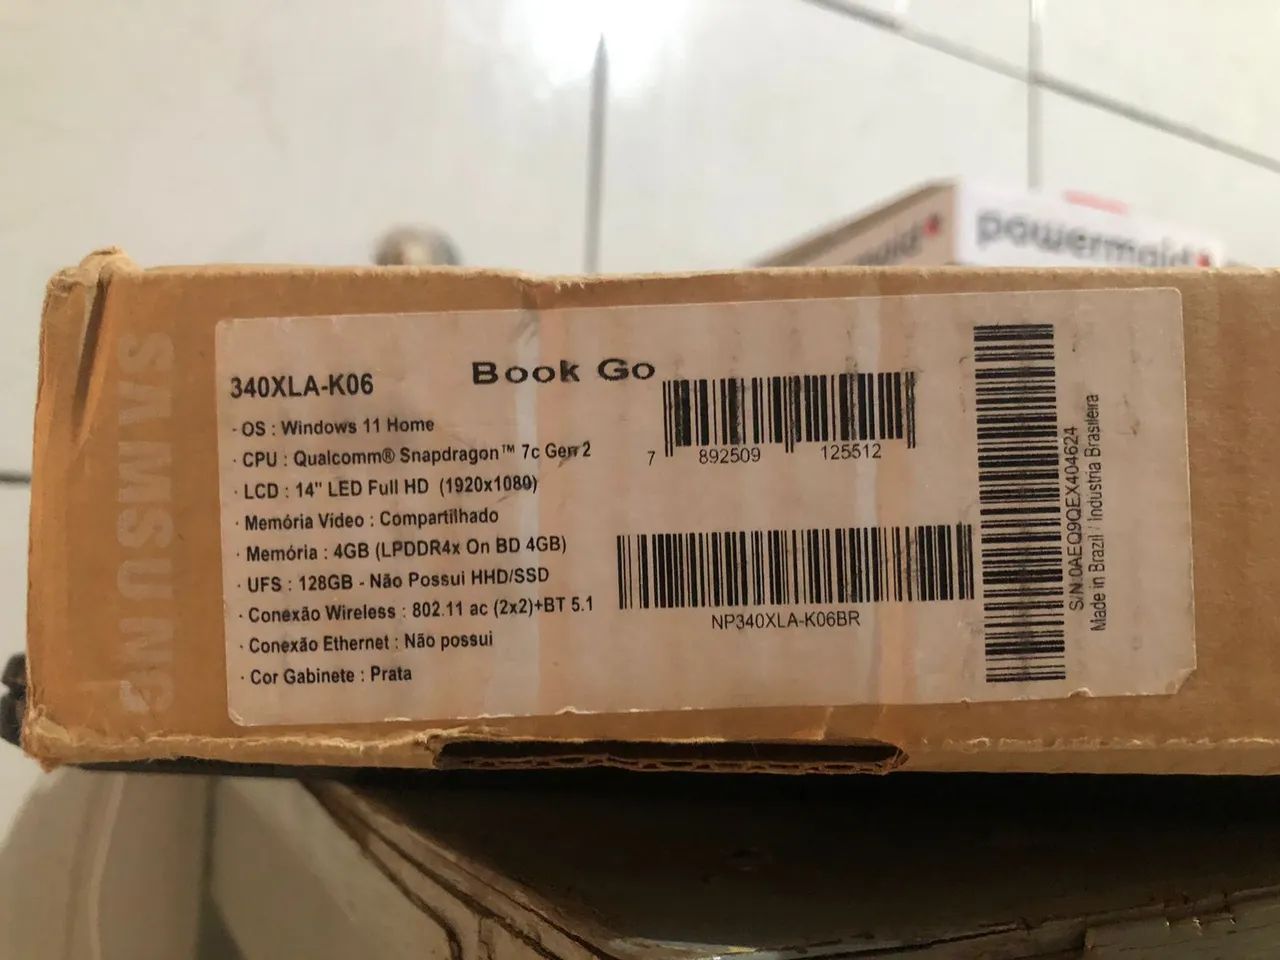 powermaid
SAMSUNG
340XLA-K06
Book Go
· OS : Windows 11 Home
· CPU : Qualcomm® Snapdragon™ 7c Gen 2
· LCD : 14" LED Full HD (1920x1080)
· Memória Vídeo : Compartilhado
· Memória : 4GB (LPDDR4x On BD 4GB)
· UFS : 128GB - Não Possui HHD/SSD
· Conexão Wireless : 802.11 ac (2x2)+BT 5.1
· Conexão Ethernet : Não possui
· Cor Gabinete : Prata
7 892509 125512
NP340XLA-K06BR
S/N:0AEQ9QEX404624
Made in Brazil / Industria Brasileira